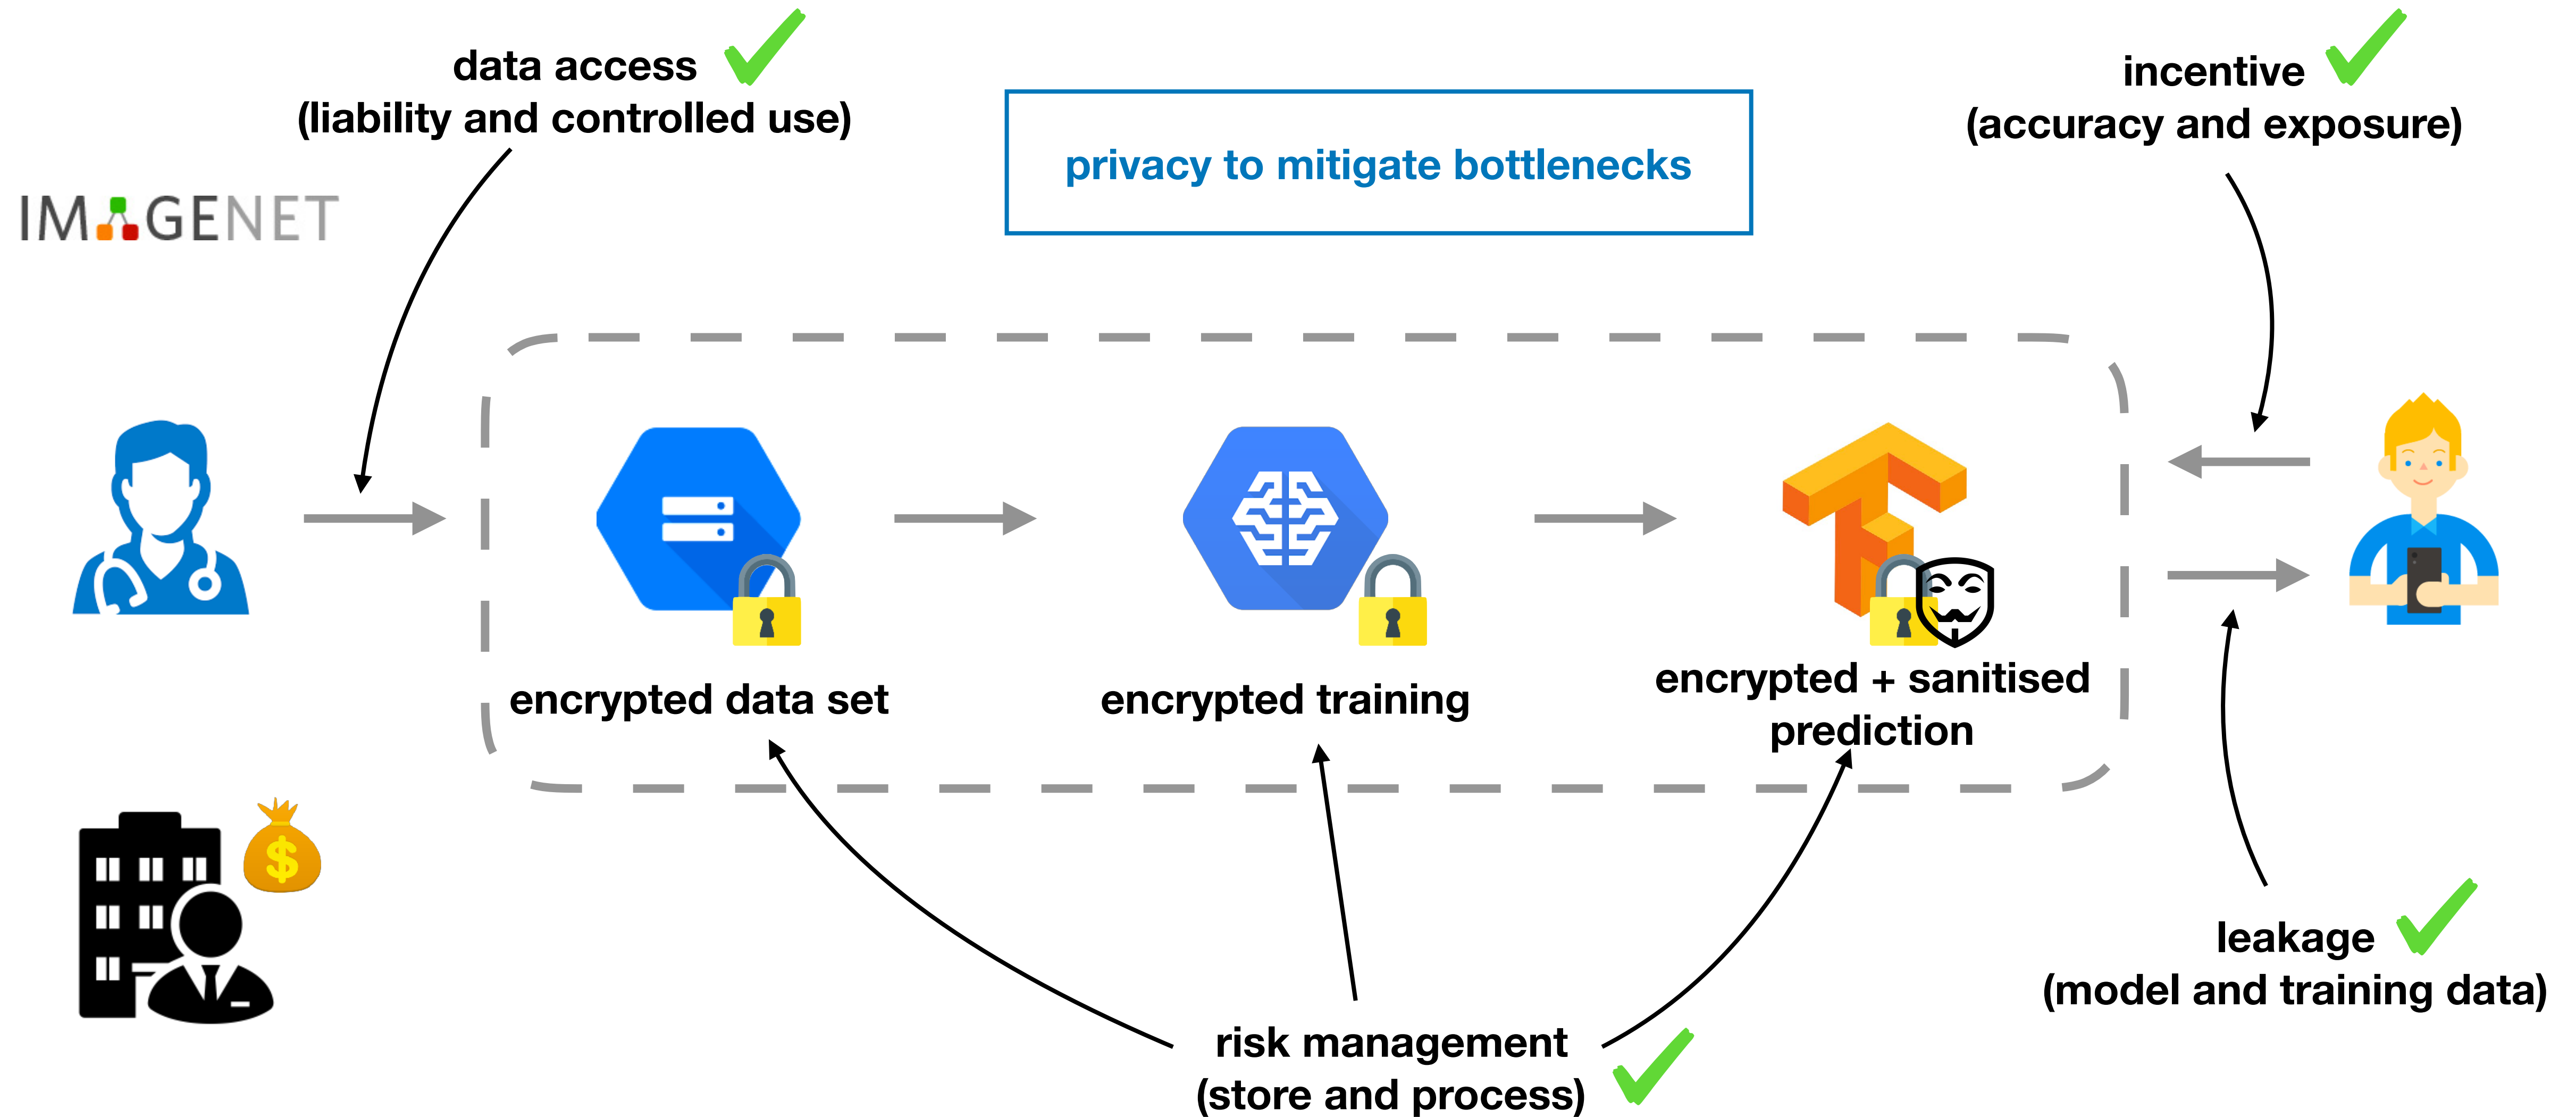 data access
(liability and controlled use)
incentive
(accuracy and exposure)
privacy to mitigate bottlenecks
IMAGENET
encrypted data set
encrypted training
encrypted + sanitised
prediction
$
leakage
(model and training data)
risk management
(store and process)